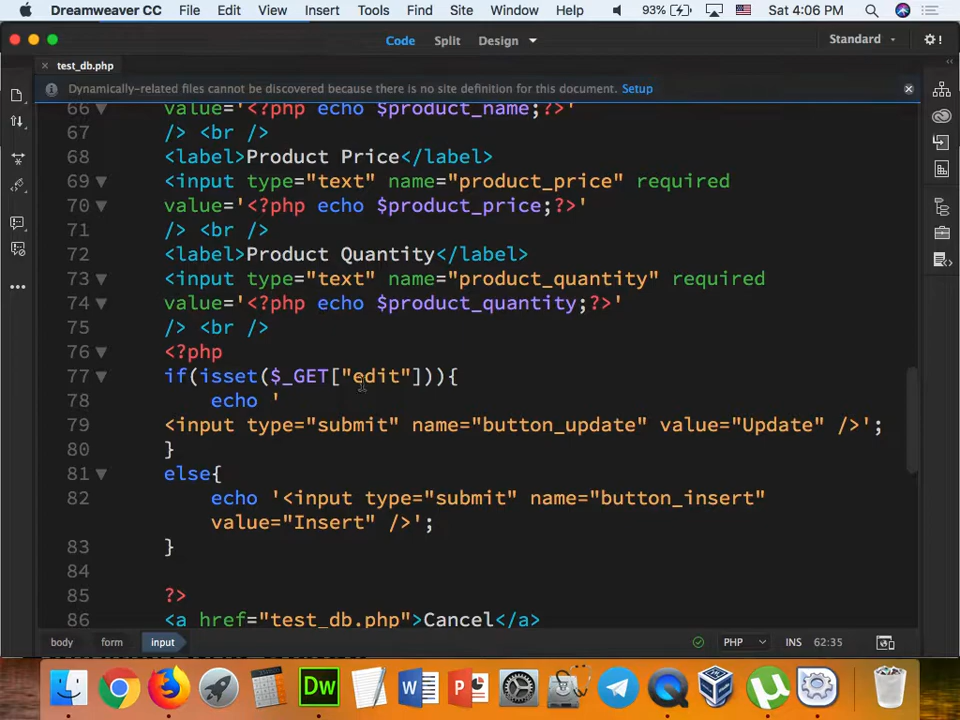 Dreamweaver CC File Edit View Insert Tools Find Site Window Help 93% Sat 4:06 PM
Code Split Design Standard
test_db.php
Dynamically-related files cannot be discovered because there is no site definition for this document. Setup
66 value='<?php echo $product_name;?>'
67 /> <br />
68 <label>Product Price</label>
69 <input type="text" name="product_price" required
70 value='<?php echo $product_price;?>'
71 /> <br />
72 <label>Product Quantity</label>
73 <input type="text" name="product_quantity" required
74 value='<?php echo $product_quantity;?>'
75 /> <br />
76 <?php
77 if(isset($_GET["edit"])){
78 echo '
79 <input type="submit" name="button_update" value="Update" />';
80 }
81 else{
82 echo '<input type="submit" name="button_insert"
value="Insert" />';
83 }
84
85 ?>
86 <a href="test_db.php">Cancel</a>
body form input PHP INS 62:35
Dw W P